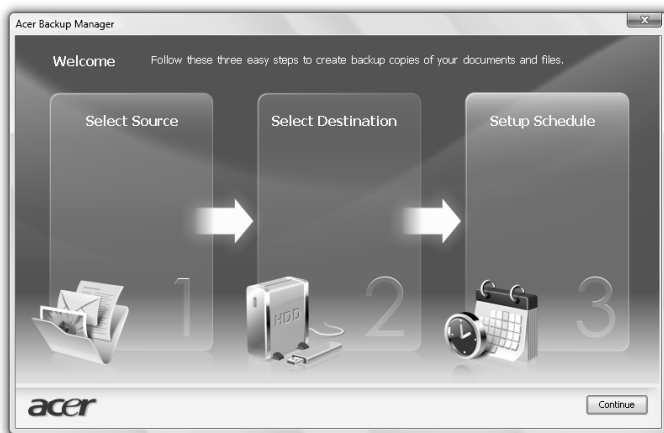 Acer Backup Manager
x
Welcome
Follow these three easy steps to create backup copies of your documents and files.
Select Source
Select Destination
Setup Schedule
HDD
1
2
3
acer
Continue